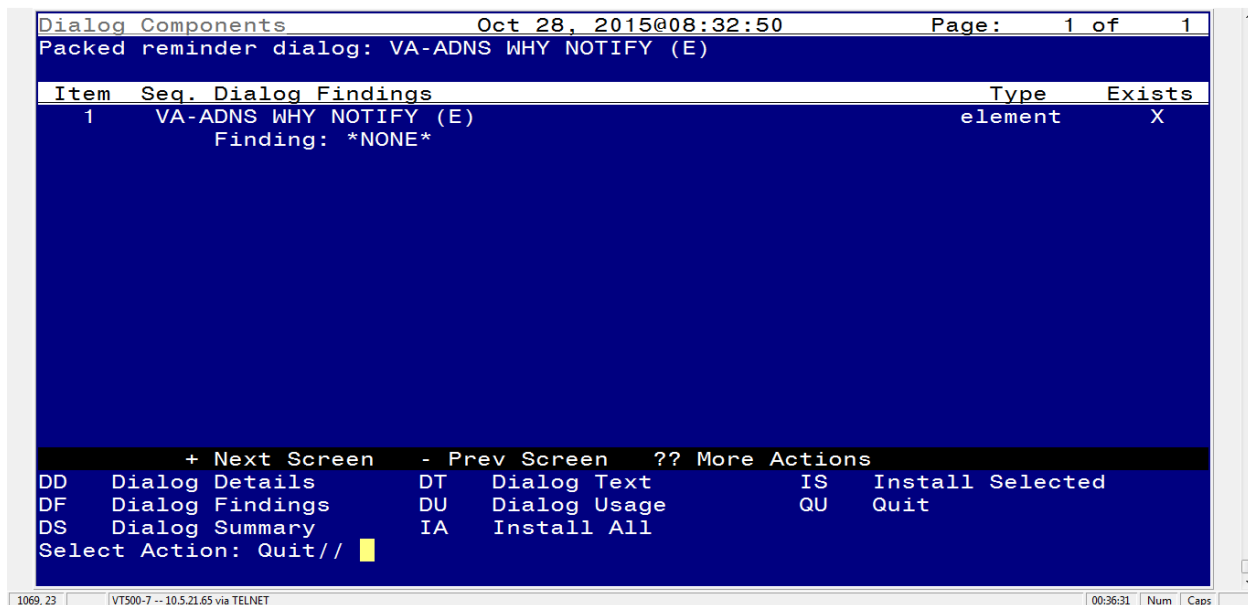 Dialog Components Oct 28, 2015@08:32:50 Page: 1 of 1
Packed reminder dialog: VA-ADNS WHY NOTIFY (E)
Item Seq. Dialog Findings Type Exists
1 VA-ADNS WHY NOTIFY (E) element X
Finding: *NONE*
+ Next Screen - Prev Screen ?? More Actions
DD Dialog Details DT Dialog Text IS Install Selected
DF Dialog Findings DU Dialog Usage QU Quit
DS Dialog Summary IA Install All
Select Action: Quit//
1069, 23 VT500-7 -- 10.5.21.65 via TELNET 00:36:31 Num Caps